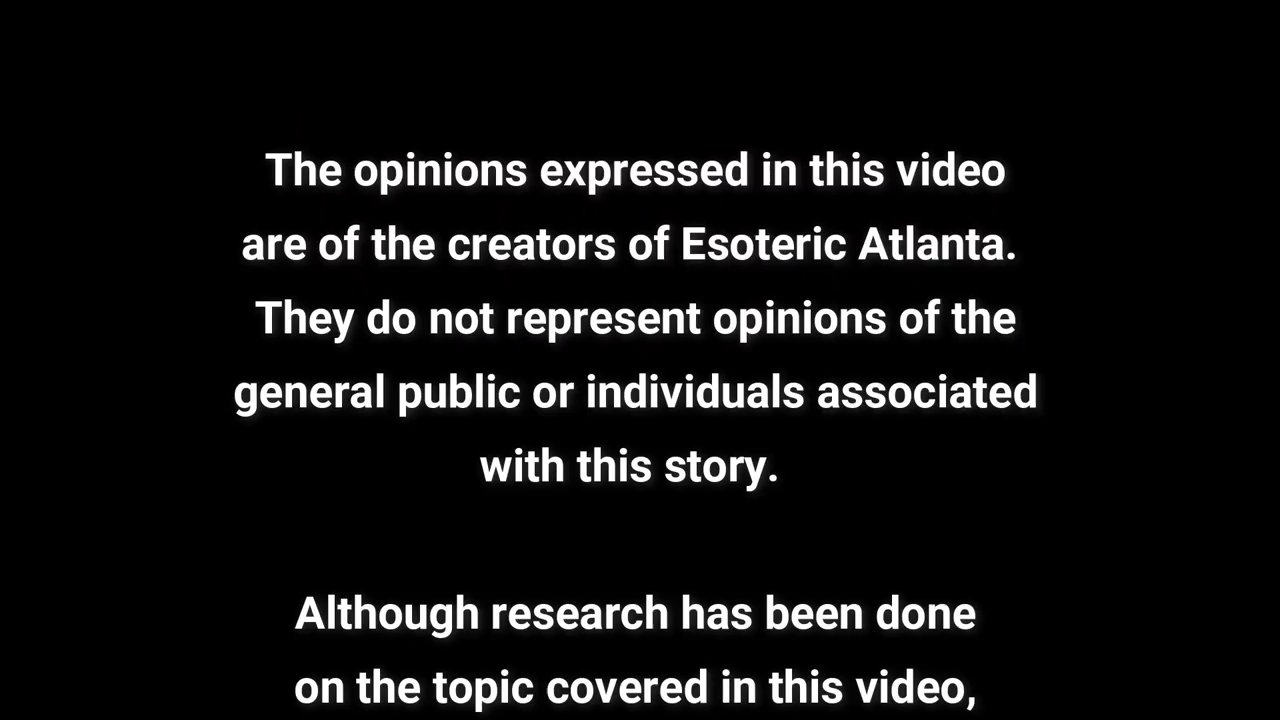 The opinions expressed in this video
are of the creators of Esoteric Atlanta.
They do not represent opinions of the
general public or individuals associated
with this story.
Although research has been done
on the topic covered in this video,